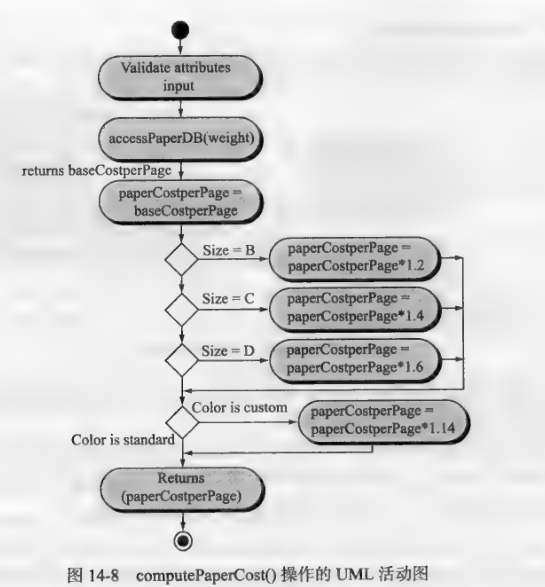 Validate attributes
input
accessPaperDB(weight)
returns baseCostperPage
paperCostperPage =
baseCostperPage
Size = B
paperCostperPage =
paperCostperPage*1.2
Size = C
paperCostperPage =
paperCostperPage*1.4
Size = D
paperCostperPage =
paperCostperPage*1.6
Color is custom
paperCostperPage =
paperCostperPage*1.14
Color is standard
Returns
(paperCostperPage)
图 14-8 computePaperCost() 操作的 UML 活动图